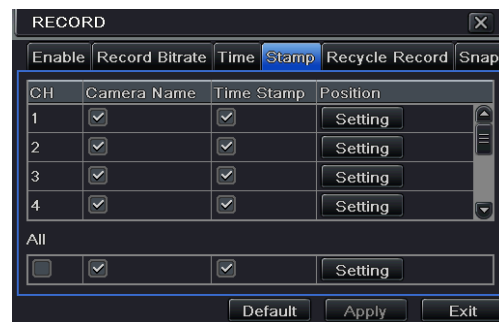 RECORD
Enable Record Bitrate Time Stamp Recycle Record Snap
CH Camera Name Time Stamp Position
1 Setting
2 Setting
3 Setting
4 Setting
All
Setting
Default Apply Exit